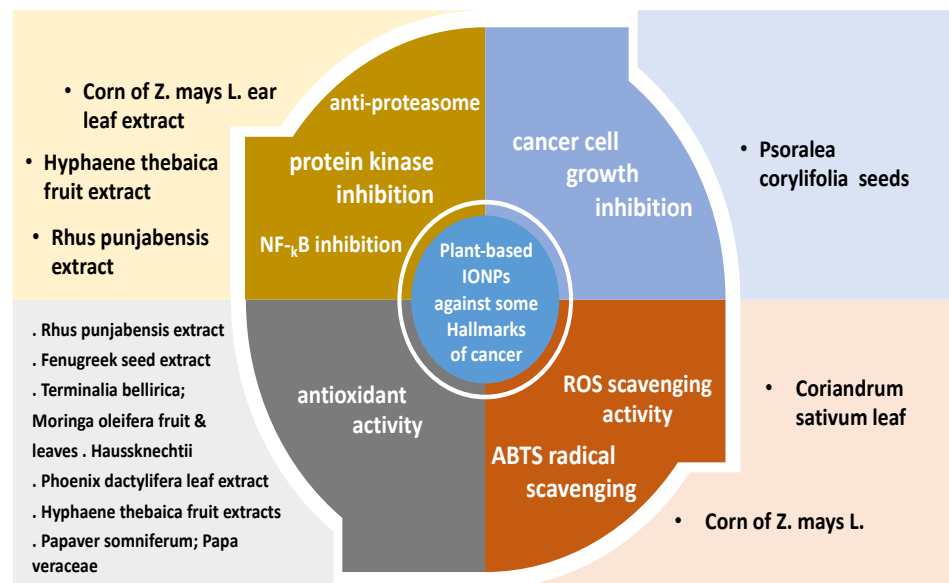 • Corn of Z. mays L. ear
leaf extract
• Hyphaene thebaica
fruit extract
• Rhus punjabensis
extract
anti-proteasome
protein kinase
inhibition
NF-kB inhibition
cancer cell
growth
inhibition
• Psoralea
corylifolia seeds
Plant-based
IONPs
against some
Hallmarks
of cancer
. Rhus punjabensis extract
. Fenugreek seed extract
. Terminalia bellirica;
Moringa oleifera fruit &
leaves . Haussknechtii
. Phoenix dactylifera leaf extract
. Hyphaene thebaica fruit extracts
. Papaver somniferum; Papa
veraceae
antioxidant
activity
ROS scavenging
activity
ABTS radical
scavenging
• Coriandrum
sativum leaf
• Corn of Z. mays L.